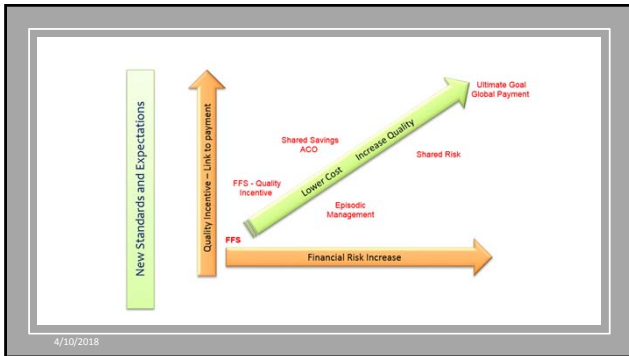 New Standards and Expectations
Quality Incentive – Link to payment
Ultimate Goal
Global Payment
Shared Savings
ACO
Lower Cost Increase Quality
Shared Risk
FFS - Quality
Incentive
Episodic
Management
FFS
Financial Risk Increase
4/10/2018